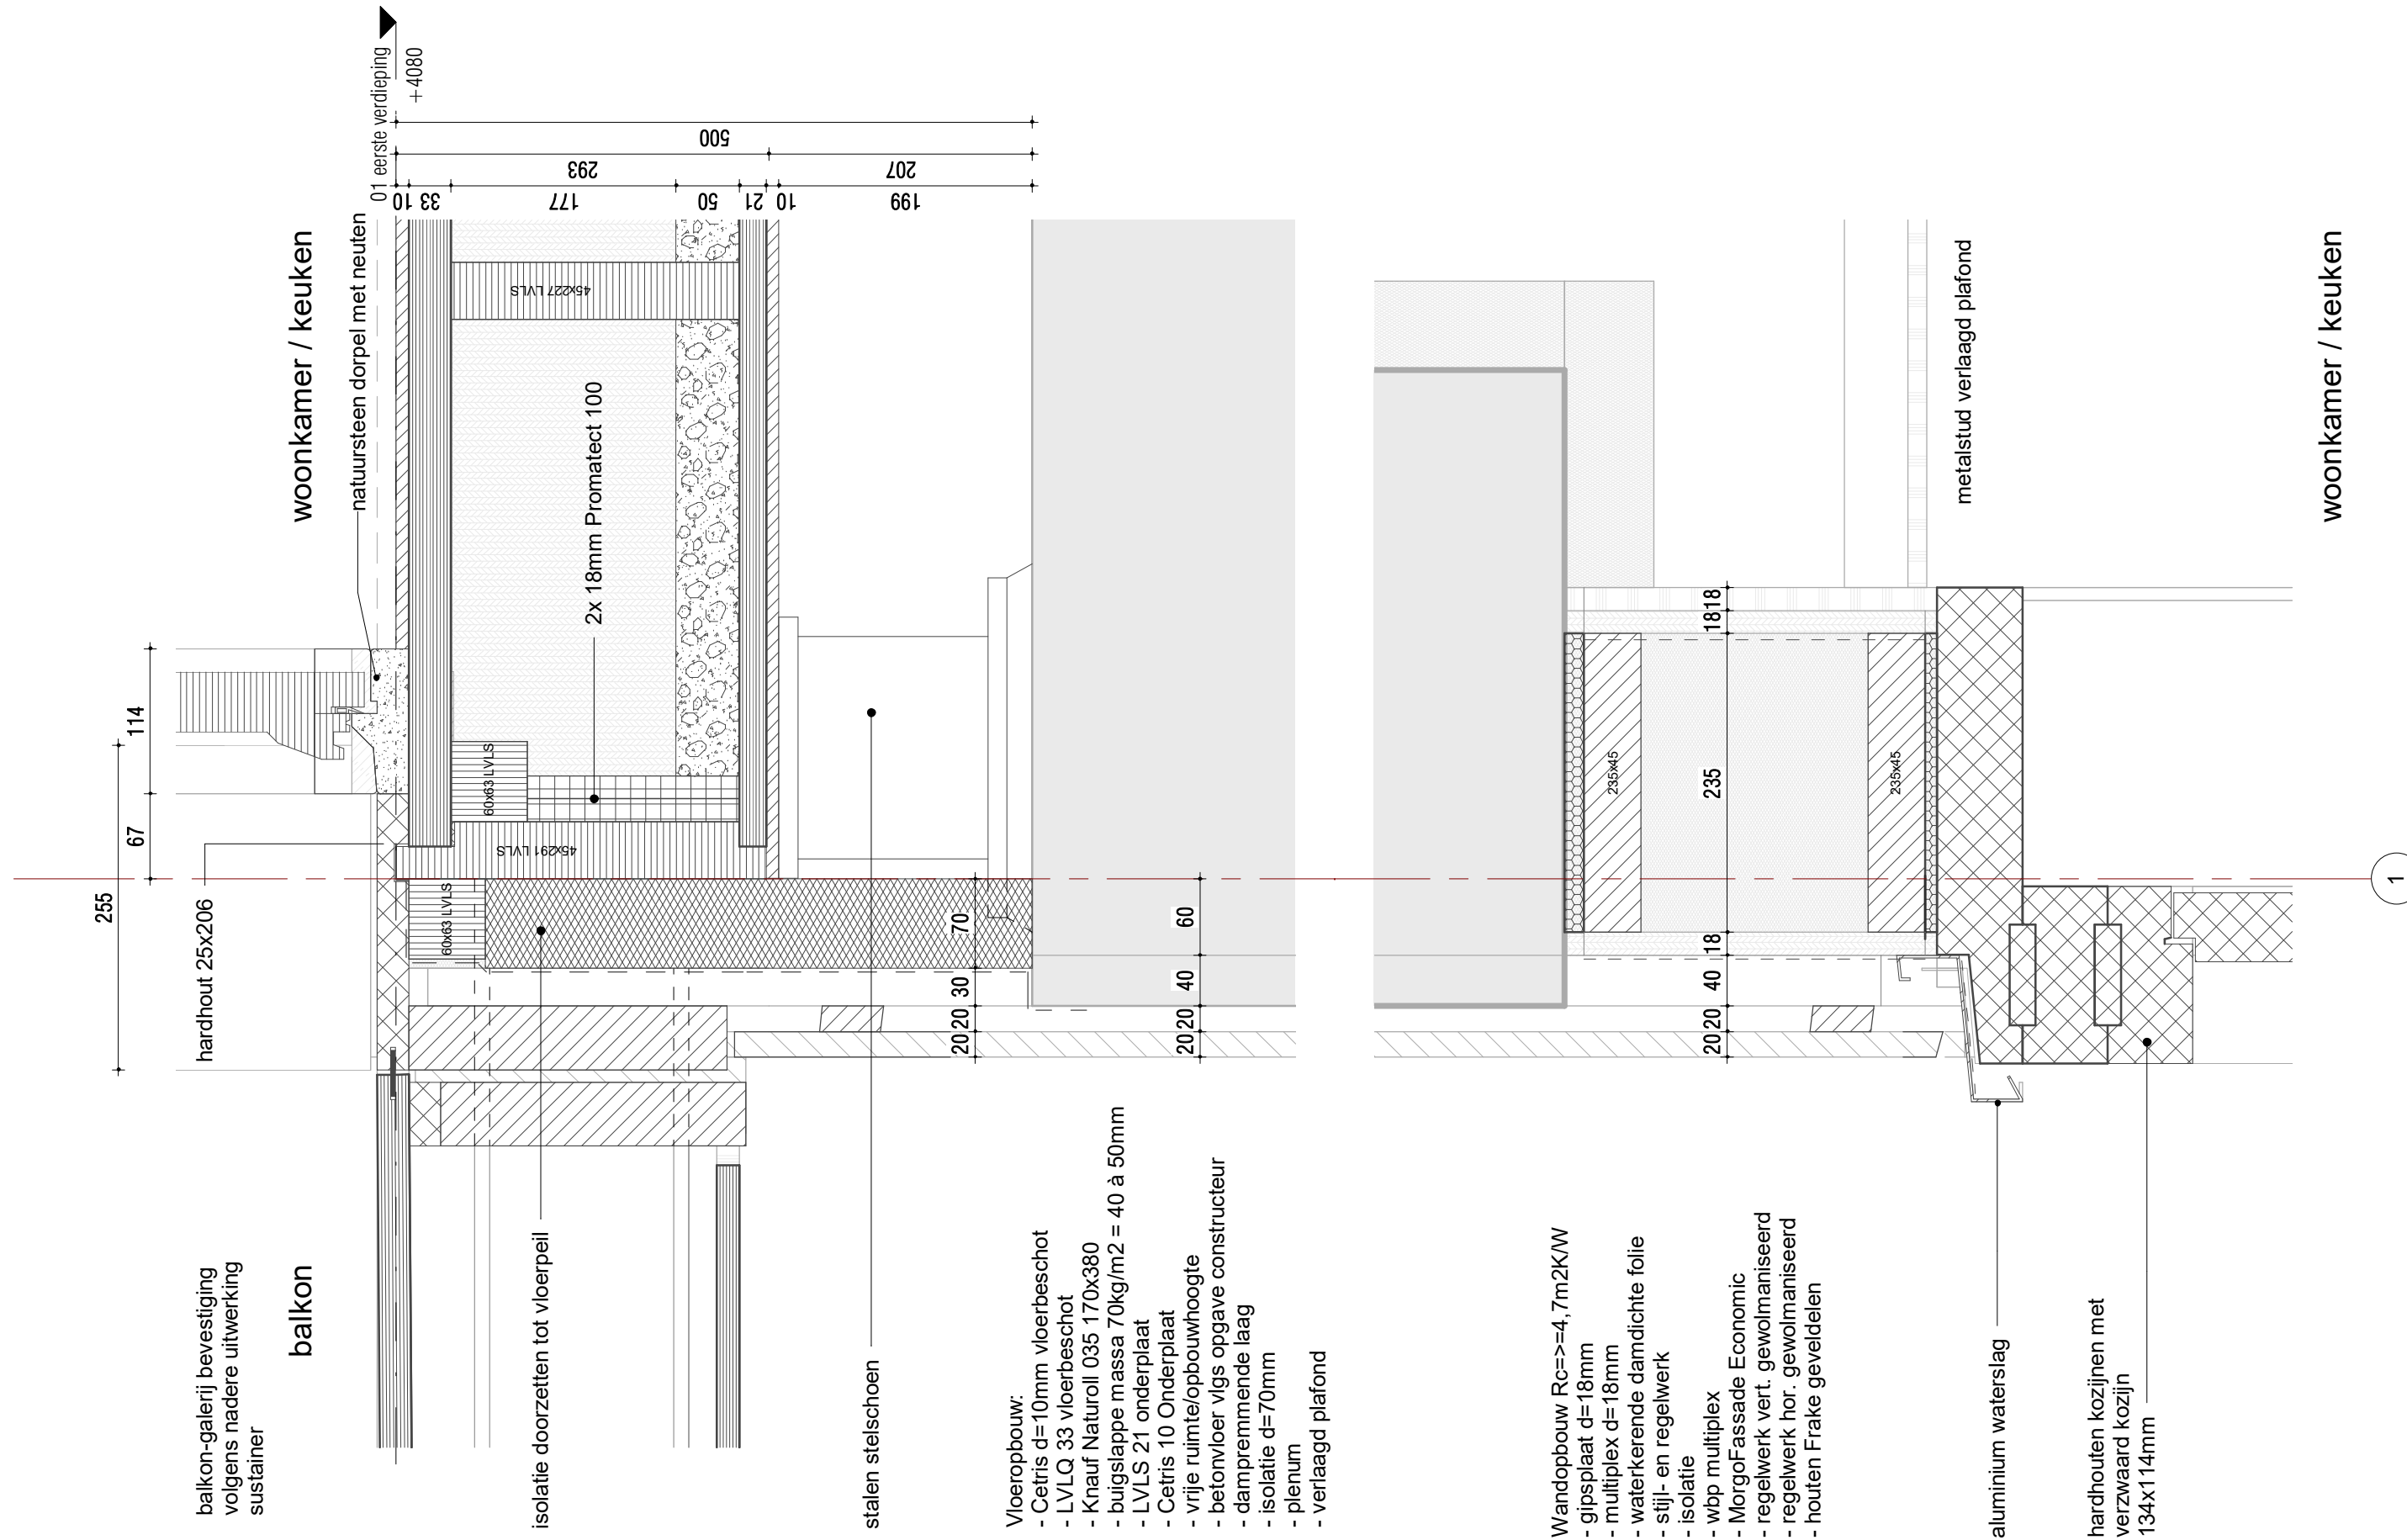 01 eerste verdieping
+4080
woonkamer / keuken
natuursteen dorpel met neuten
500
293
207
10
33
177
50
21
10
199
45x227 LVLS
2x 18mm Promatect 100
60x63 LVLS
45x291 LVLS
60x63 LVLS
114
67
255
hardhout 25x206
balkon-galerij bevestiging
volgens nadere uitwerking
sustainer
balkon
isolatie doorzetten tot vloerpeil
stalen stelschoen
70
30
20
20
60
40
20
20
Vloeropbouw:
- Cetris d=10mm vloerbeschot
- LVLQ 33 vloerbeschot
- Knauf Naturoll 035 170x380
- buigslappe massa 70kg/m2 = 40 à 50mm
- LVLS 21 onderplaat
- Cetris 10 Onderplaat
- vrije ruimte/opbouwhoogte
- betonvloer vlgs opgave constructeur
- dampremmende laag
- isolatie d=70mm
- plenum
- verlaagd plafond
18
18
235
18
40
20
20
235x45
235x45
metalstud verlaagd plafond
woonkamer / keuken
Wandopbouw Rc=>=4,7m2K/W
- gipsplaat d=18mm
- multiplex d=18mm
- waterkerende damdichte folie
- stijl- en regelwerk
- isolatie
- wbp multiplex
- MorgoFassade Economic
- regelwerk vert. gewolmaniseerd
- regelwerk hor. gewolmaniseerd
- houten Frake geveldelen
aluminium waterslag
hardhouten kozijnen met
verzwaard kozijn
134x114mm
1